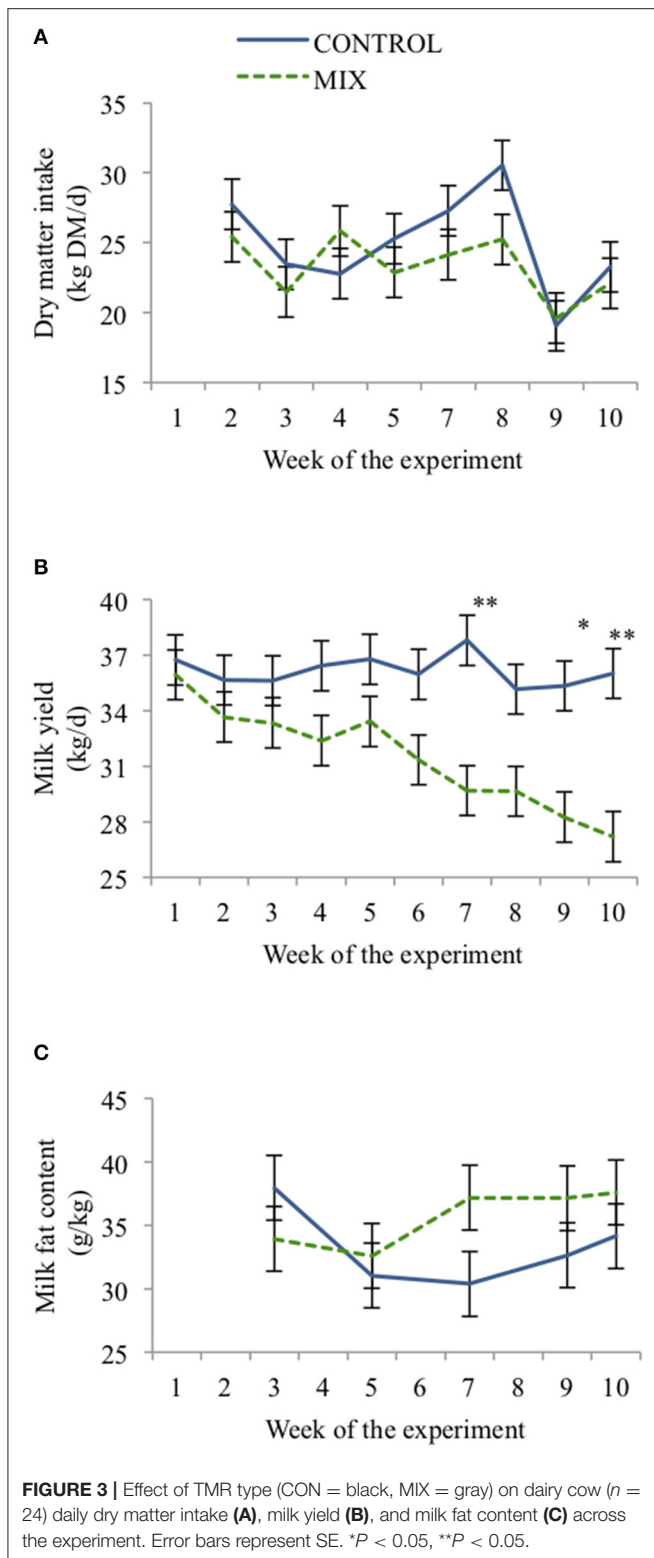 A
CONTROL
MIX
35
30
25
20
15
Dry matter intake
(kg DM/d)
1 2 3 4 5 7 8 9 10
Week of the experiment
B
40
37
34
31
28
25
Milk yield
(kg/d)
** * **
1 2 3 4 5 6 7 8 9 10
Week of the experiment
C
45
40
35
30
25
Milk fat content
(g/kg)
1 2 3 4 5 6 7 8 9 10
Week of the experiment
FIGURE 3 | Effect of TMR type (CON = black, MIX = gray) on dairy cow (n =
24) daily dry matter intake (A), milk yield (B), and milk fat content (C) across
the experiment. Error bars represent SE. *P < 0.05, **P < 0.05.